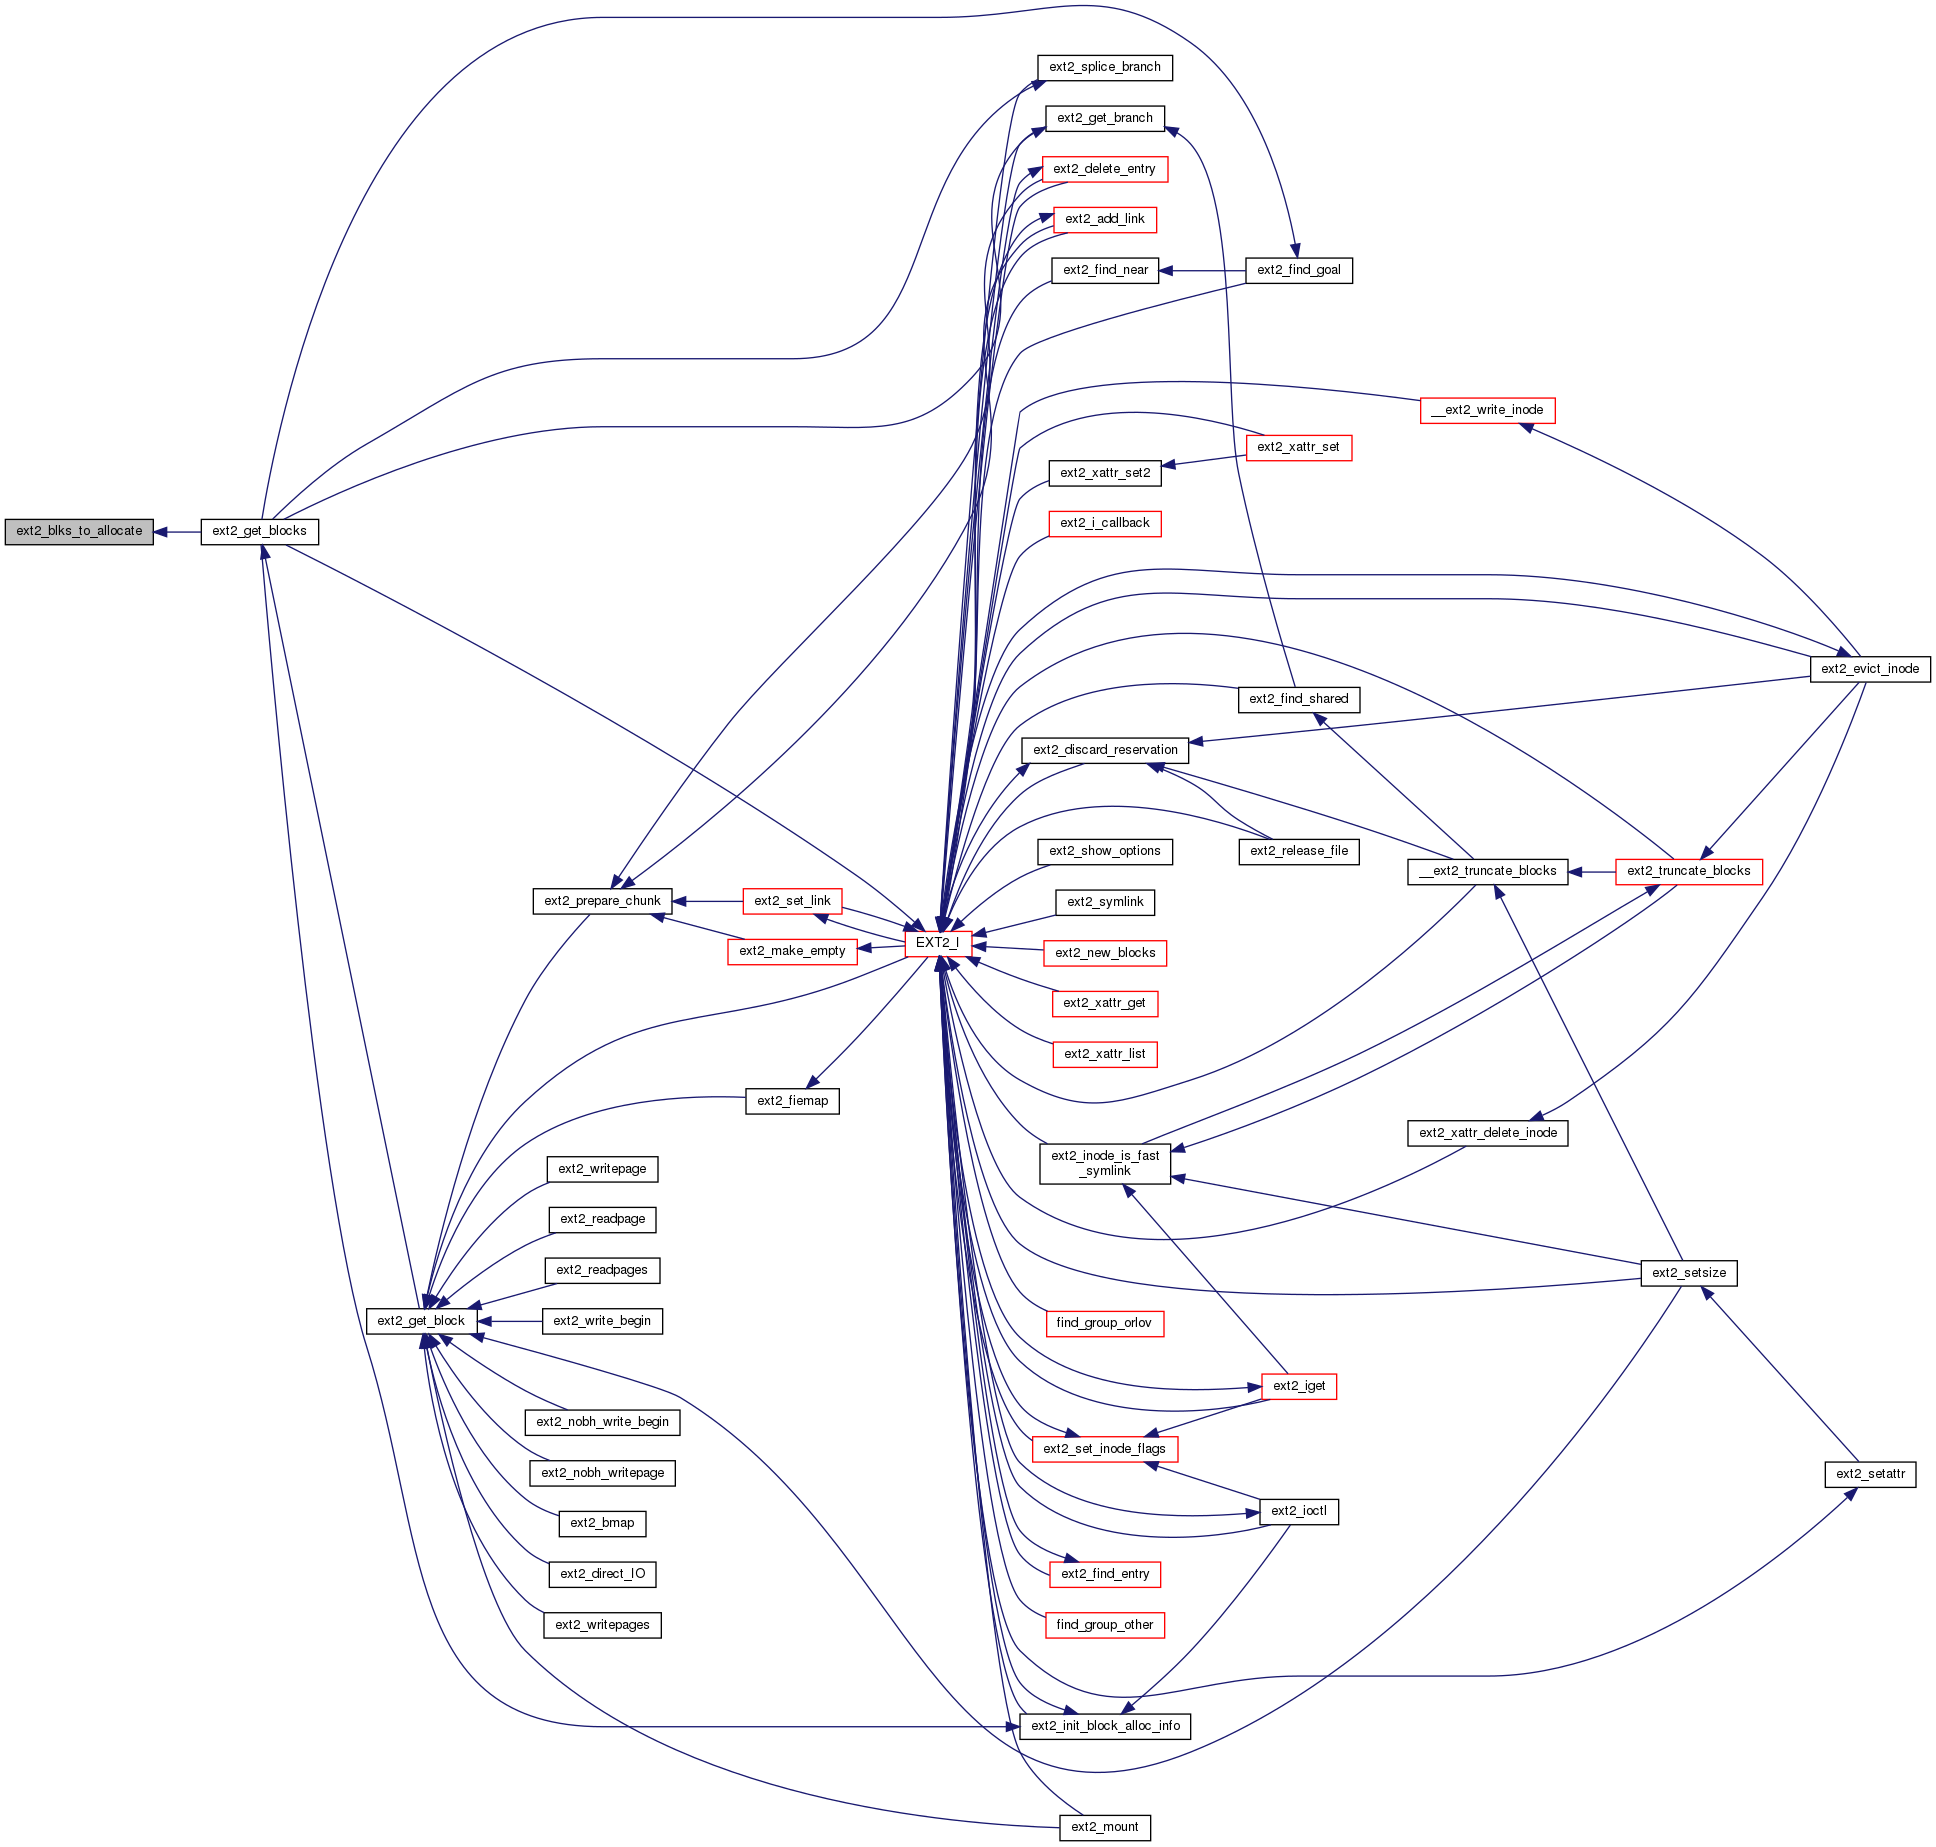 ext2_splice_branch
ext2_get_branch
ext2_delete_entry
ext2_add_link
ext2_find_near
ext2_find_goal
__ext2_write_inode
ext2_xattr_set
ext2_xattr_set2
ext2_i_callback
ext2_blks_to_allocate
ext2_get_blocks
ext2_evict_inode
ext2_find_shared
ext2_discard_reservation
ext2_show_options
ext2_release_file
__ext2_truncate_blocks
ext2_truncate_blocks
ext2_prepare_chunk
ext2_set_link
ext2_symlink
EXT2_I
ext2_make_empty
ext2_new_blocks
ext2_xattr_get
ext2_xattr_list
ext2_fiemap
ext2_xattr_delete_inode
ext2_inode_is_fast
_symlink
ext2_writepage
ext2_readpage
ext2_readpages
ext2_setsize
ext2_get_block
ext2_write_begin
find_group_orlov
ext2_iget
ext2_nobh_write_begin
ext2_set_inode_flags
ext2_nobh_writepage
ext2_setattr
ext2_ioctl
ext2_bmap
ext2_direct_IO
ext2_find_entry
ext2_writepages
find_group_other
ext2_init_block_alloc_info
ext2_mount